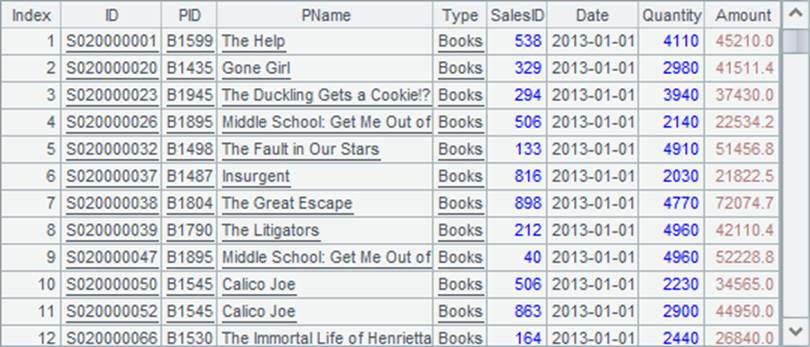 Index ID PID PName Type SalesID Date Quantity Amount
1 S020000001 B1599 The Help Books 538 2013-01-01 4110 45210.0
2 S020000020 B1435 Gone Girl Books 329 2013-01-01 2980 41511.4
3 S020000023 B1945 The Duckling Gets a Cookie!? Books 294 2013-01-01 3940 37430.0
4 S020000026 B1895 Middle School: Get Me Out of Books 506 2013-01-01 2140 22534.2
5 S020000032 B1498 The Fault in Our Stars Books 133 2013-01-01 4910 51456.8
6 S020000037 B1487 Insurgent Books 816 2013-01-01 2030 21822.5
7 S020000038 B1804 The Great Escape Books 898 2013-01-01 4770 72074.7
8 S020000039 B1790 The Litigators Books 212 2013-01-01 4960 42110.4
9 S020000047 B1895 Middle School: Get Me Out of Books 40 2013-01-01 4960 52228.8
10 S020000050 B1545 Calico Joe Books 506 2013-01-01 2230 34565.0
11 S020000052 B1545 Calico Joe Books 863 2013-01-01 2900 44950.0
12 S020000066 B1530 The Immortal Life of Henrietta Books 164 2013-01-01 2440 26840.0